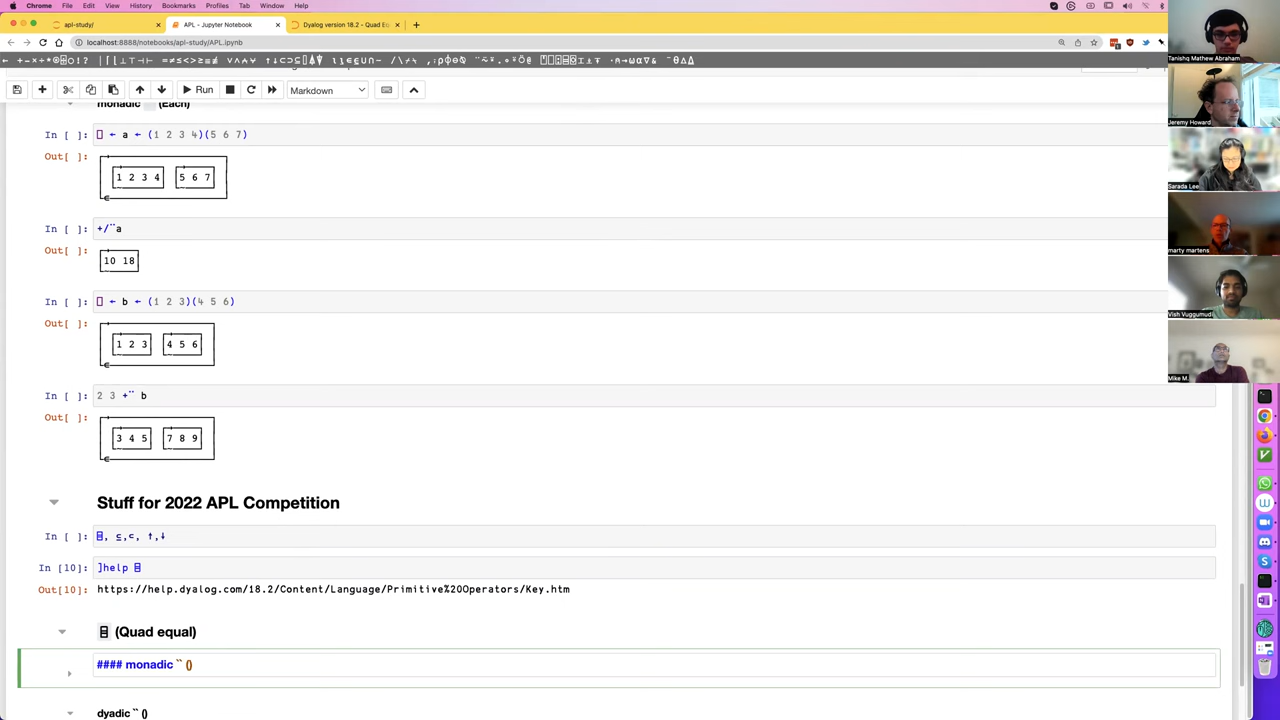 Chrome File Edit View History Bookmarks Profiles Tab Window Help
apl-study/
APL - Jupyter Notebook
Dyalog version 18.2 - Quad Eq
localhost:8888/notebooks/apl-study/APL.ipynb
Run
Markdown
monadic ¨ (Each)
In [ ]: ⎕ ← a ← (1 2 3 4)(5 6 7)
Out[ ]:
1 2 3 4 5 6 7
In [ ]: +/¨a
Out[ ]:
10 18
In [ ]: ⎕ ← b ← (1 2 3)(4 5 6)
Out[ ]:
1 2 3 4 5 6
In [ ]: 2 3 +¨ b
Out[ ]:
3 4 5 7 8 9
Stuff for 2022 APL Competition
In [ ]: ⌸, ⊆,⊂, ↑,↓
In [10]: ]help ⌸
Out[10]: https://help.dyalog.com/18.2/Content/Language/Primitive%20Operators/Key.htm
⌸ (Quad equal)
#### monadic `` ()
dyadic `` ()
Tanishq Mathew Abraham
Jeremy Howard
Sarada Lee
marty martens
Vish Vuggumudi
Mike M.